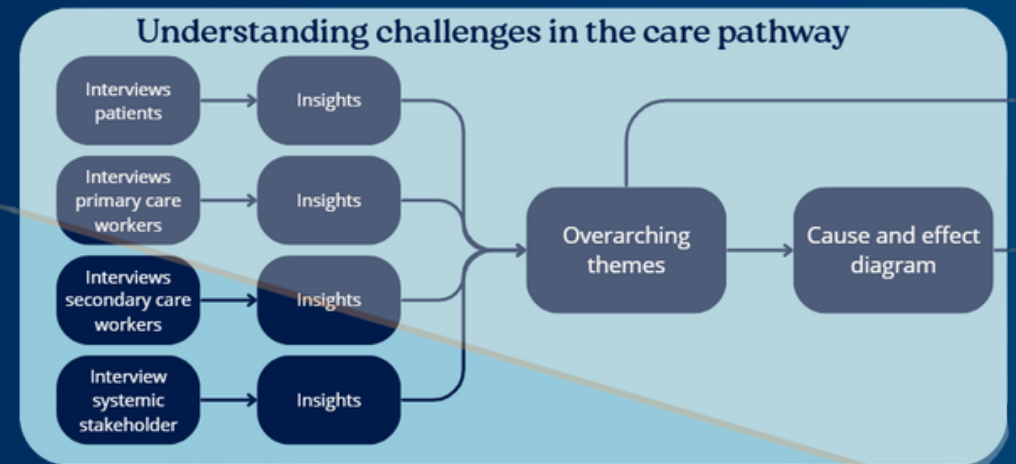 Understanding challenges in the care pathway
Interviews
patients
Insights
Interviews
primary care
workers
Insights
Interviews
secondary care
workers
Insights
Interview
systemic
stakeholder
Insights
Overarching
themes
Cause and effect
diagram